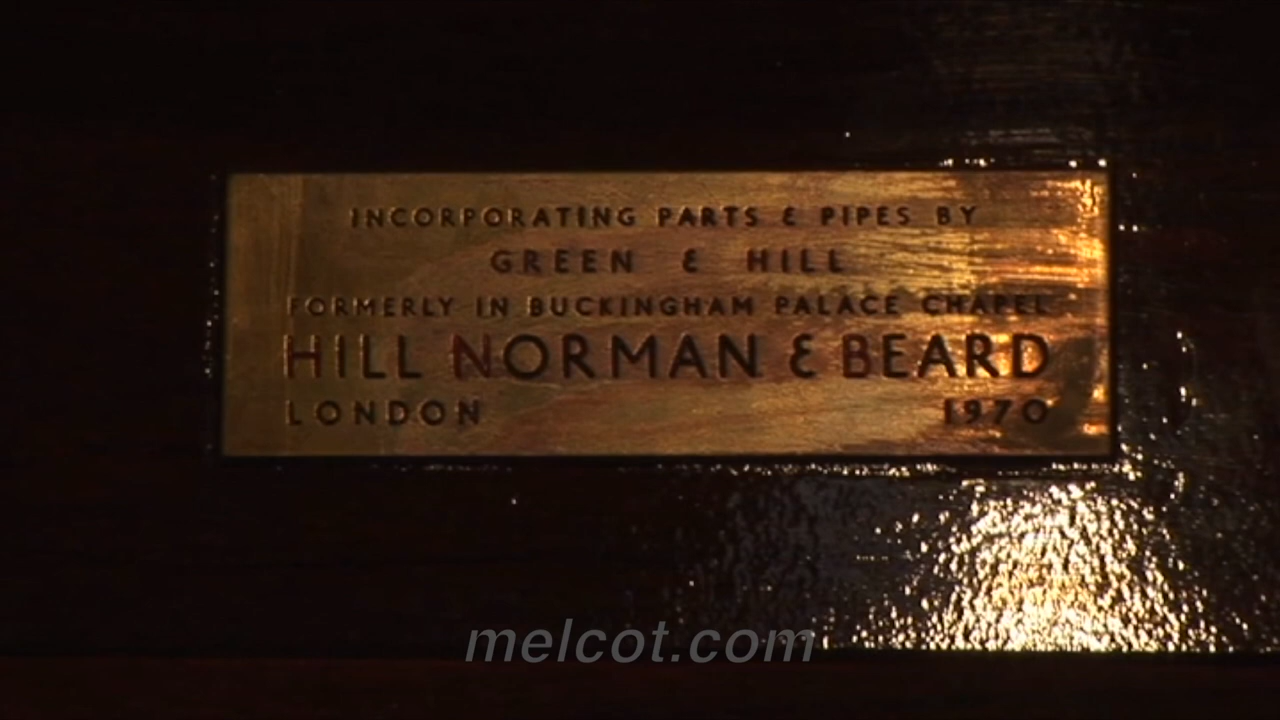 INCORPORATING PARTS & PIPES BY
GREEN & HILL
FORMERLY IN BUCKINGHAM PALACE CHAPEL
HILL NORMAN & BEARD
LONDON 1970
melcot.com